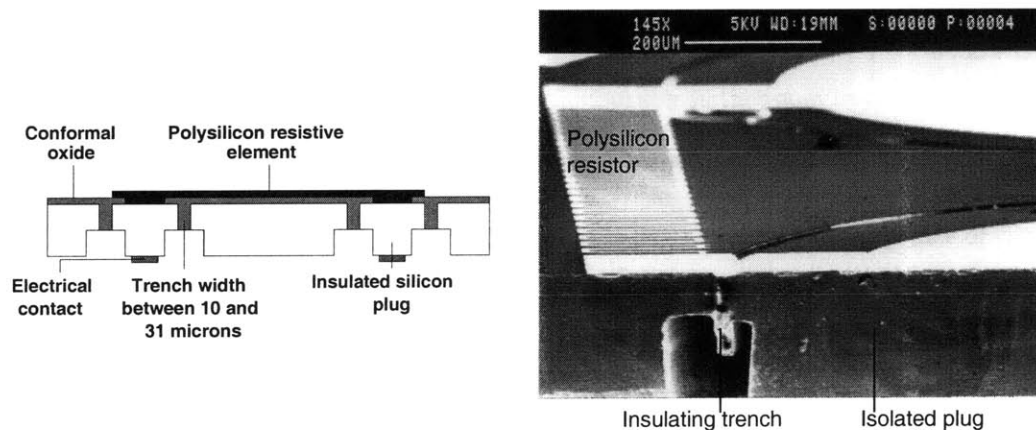 Conformal
oxide
Polysilicon resistive
element
Electrical
contact
Trench width
between 10 and
31 microns
Insulated silicon
plug
145X 5KV WD:19MM S:00000 P:00004
200UM
Polysilicon
resistor
Insulating trench
Isolated plug